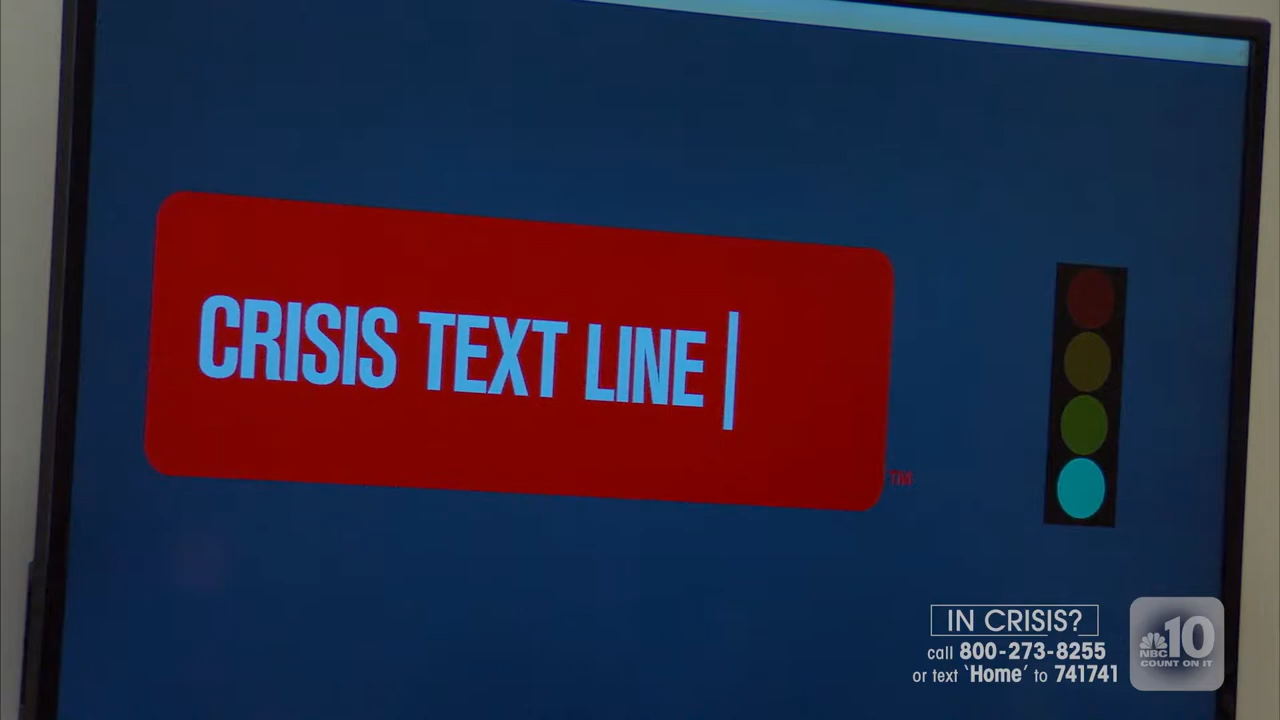 CRISIS TEXT LINE |
TM
IN CRISIS?
call 800-273-8255
or text 'Home' to 741741
NBC 10
COUNT ON IT